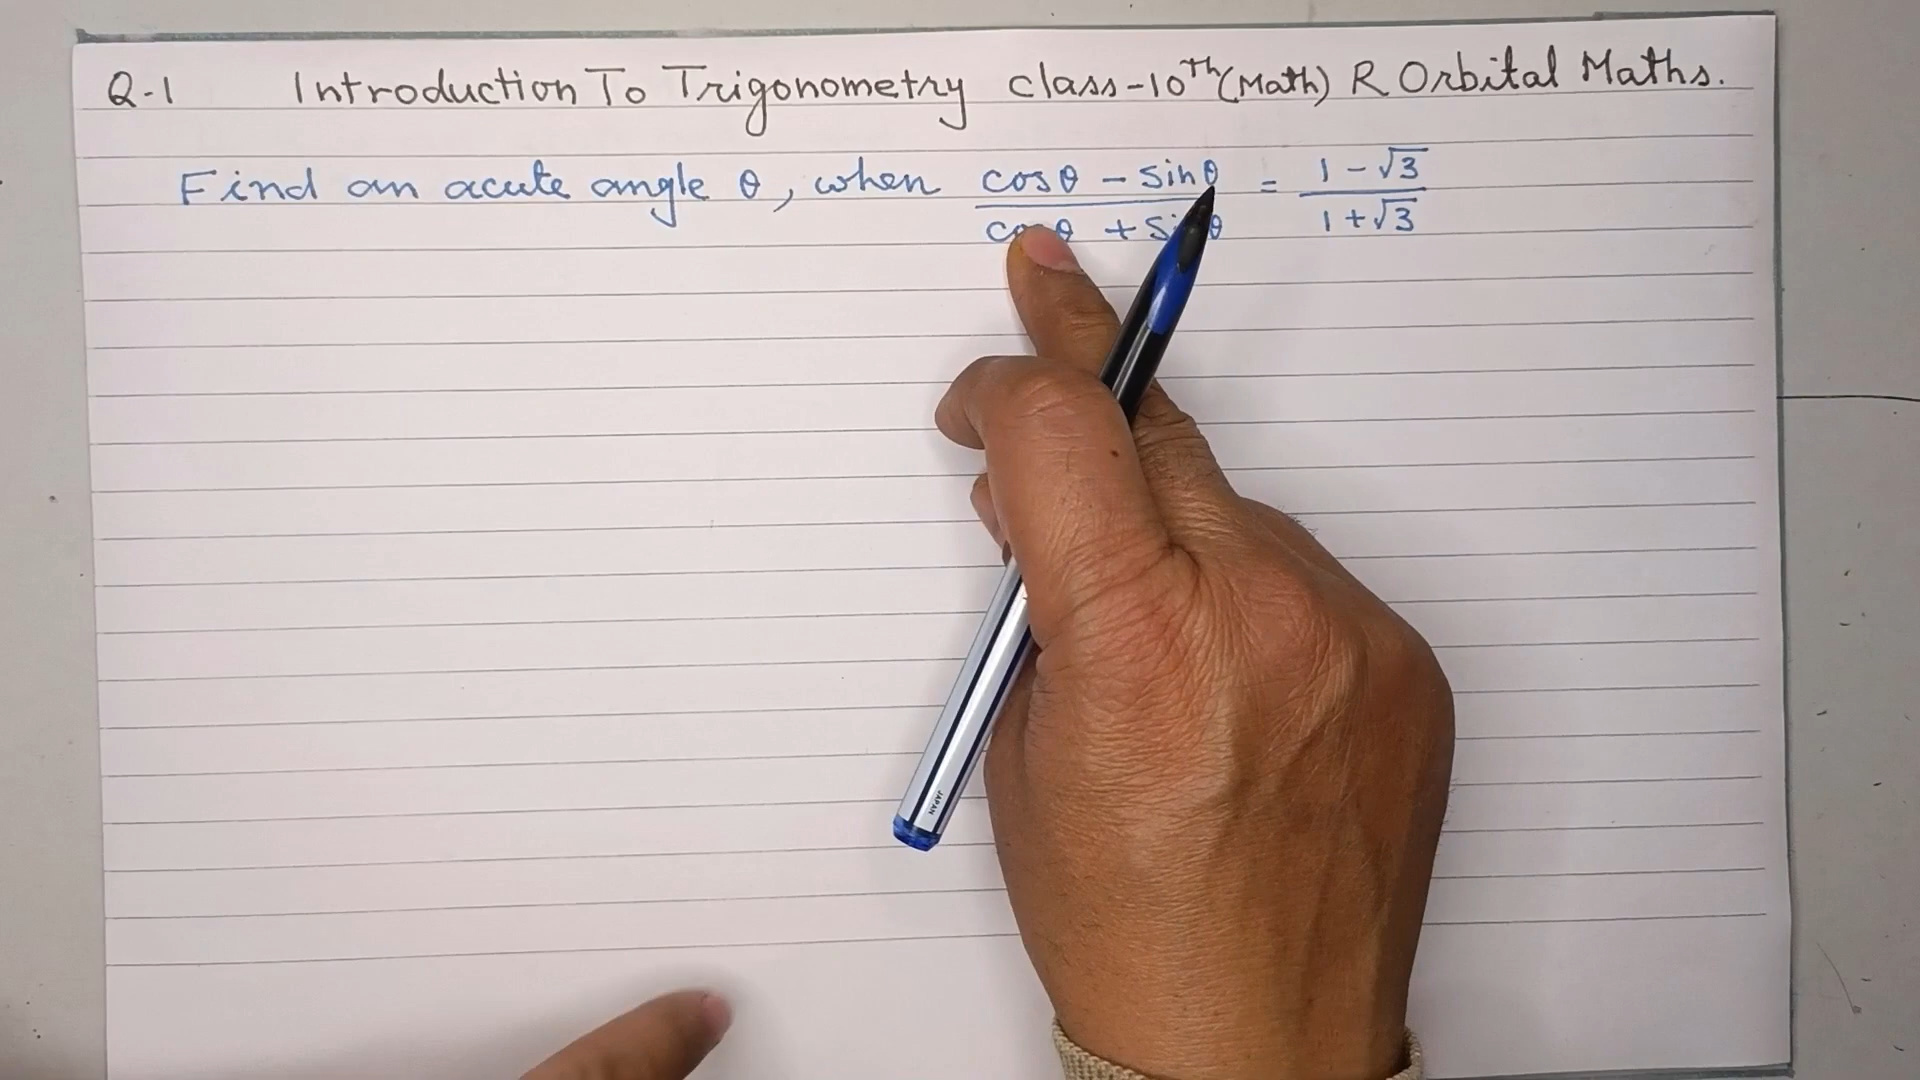 Q-1 Introduction To Trigonometry class-10th (Math) R Orbital Maths.
Find an acute angle θ, when cosθ - sinθ / cosθ + sinθ = 1-√3 / 1+√3
JAPAN